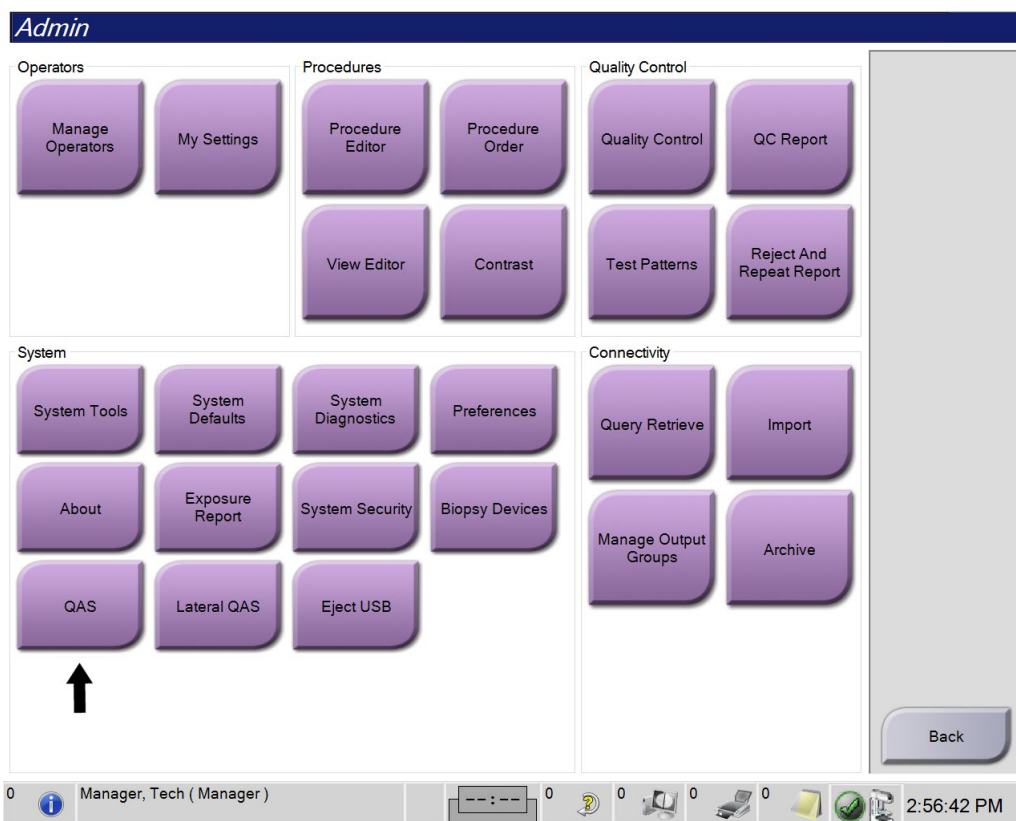 Admin
Operators
Manage
Operators
My Settings
Procedures
Procedure
Editor
Procedure
Order
View Editor
Contrast
Quality Control
Quality Control
QC Report
Test Patterns
Reject And
Repeat Report
System
System Tools
System
Defaults
System
Diagnostics
Preferences
About
Exposure
Report
System Security
Biopsy Devices
QAS
Lateral QAS
Eject USB
Connectivity
Query Retrieve
Import
Manage Output
Groups
Archive
Back
0
Manager, Tech ( Manager )
--:--
0
0
0
0
2:56:42 PM